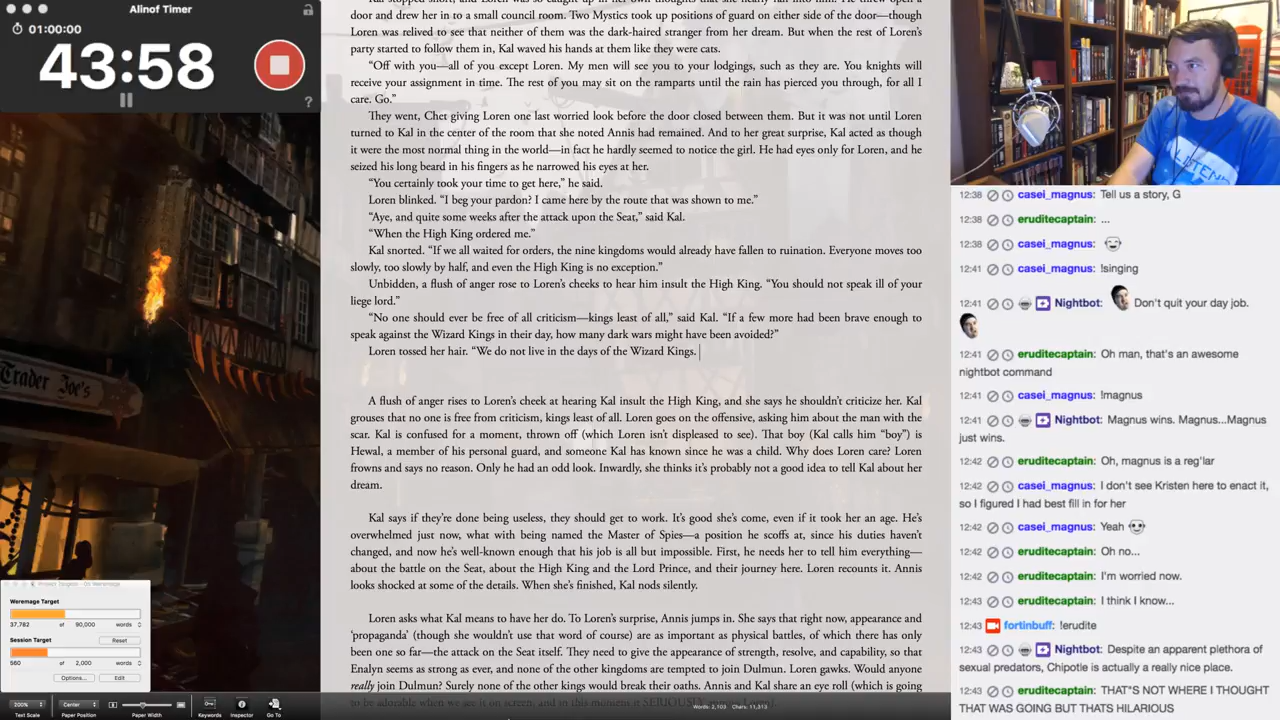 Alinof Timer
01:00:00
43:58
?
Trader Joe's
Project Targets - 05 Weremage
Weremage Target
37,782 of 90,000 words
Session Target
Reset
560 of 2,000 words
Options...
Edit
200%
Center
Text Scale
Paper Position
Paper Width
Keywords
Inspector
Go To
Words: 2,103 Chars: 11,513
door and drew her in to a small council room. Two Mystics took up positions of guard on either side of the door—though
Loren was relived to see that neither of them was the dark-haired stranger from her dream. But when the rest of Loren's
party started to follow them in, Kal waved his hands at them like they were cats.
“Off with you—all of you except Loren. My men will see you to your lodgings, such as they are. You knights will
receive your assignment in time. The rest of you may sit on the ramparts until the rain has pierced you through, for all I
care. Go.”
They went, Chet giving Loren one last worried look before the door closed between them. But it was not until Loren
turned to Kal in the center of the room that she noted Annis had remained. And to her great surprise, Kal acted as though
it were the most normal thing in the world—in fact he hardly seemed to notice the girl. He had eyes only for Loren, and he
seized his long beard in his fingers as he narrowed his eyes at her.
“You certainly took your time to get here,” he said.
Loren blinked. “I beg your pardon? I came here by the route that was shown to me.”
“Aye, and quite some weeks after the attack upon the Seat,” said Kal.
“When the High King ordered me.”
Kal snorted. “If we all waited for orders, the nine kingdoms would already have fallen to ruination. Everyone moves too
slowly, too slowly by half, and even the High King is no exception.”
Unbidden, a flush of anger rose to Loren's cheeks to hear him insult the High King. “You should not speak ill of your
liege lord.”
“No one should ever be free of all criticism—kings least of all,” said Kal. “If a few more had been brave enough to
speak against the Wizard Kings in their day, how many dark wars might have been avoided?”
Loren tossed her hair. “We do not live in the days of the Wizard Kings.
A flush of anger rises to Loren's cheek at hearing Kal insult the High King, and she says he shouldn't criticize her. Kal
grouses that no one is free from criticism, kings least of all. Loren goes on the offensive, asking him about the man with the
scar. Kal is confused for a moment, thrown off (which Loren isn't displeased to see). That boy (Kal calls him “boy”) is
Hewal, a member of his personal guard, and someone Kal has known since he was a child. Why does Loren care? Loren
frowns and says no reason. Only he had an odd look. Inwardly, she thinks it's probably not a good idea to tell Kal about her
dream.
Kal says if they're done being useless, they should get to work. It's good she's come, even if it took her an age. He's
overwhelmed just now, what with being named the Master of Spies—a position he scoffs at, since his duties haven't
changed, and now he's well-known enough that his job is all but impossible. First, he needs her to tell him everything—
about the battle on the Seat, about the High King and the Lord Prince, and their journey here. Loren recounts it. Annis
looks shocked at some of the details. When she's finished, Kal nods silently.
Loren asks what Kal means to have her do. To Loren's surprise, Annis jumps in. She says that right now, appearance and
‘propaganda’ (though she wouldn't use that word of course) are as important as physical battles, of which there has only
been one so far—the attack on the Seat itself. They need to give the appearance of strength, resolve, and capability, so that
Enalyn seems as strong as ever, and none of the other kingdoms are tempted to join Dulmun. Loren gawks. Would anyone
really join Dulmun? Surely none of the other kings would break their oaths. Annis and Kal share an eye roll (which is going
12:38 casei_magnus: Tell us a story, G
12:38 eruditecaptain: ...
12:38 casei_magnus:
12:41 casei_magnus: !singing
12:41 Nightbot: Don't quit your day job.
12:41 eruditecaptain: Oh man, that's an awesome
nightbot command
12:41 casei_magnus: !magnus
12:41 Nightbot: Magnus wins. Magnus...Magnus
just wins.
12:42 eruditecaptain: Oh, magnus is a reg'lar
12:42 casei_magnus: I don't see Kristen here to enact it,
so I figured I had best fill in for her
12:42 casei_magnus: Yeah
12:42 eruditecaptain: Oh no...
12:42 eruditecaptain: I'm worried now.
12:43 eruditecaptain: I think I know...
12:43 fortinbuff: !erudite
12:43 Nightbot: Despite an apparent plethora of
sexual predators, Chipotle is actually a really nice place.
12:43 eruditecaptain: THAT"S NOT WHERE I THOUGHT
THAT WAS GOING BUT THATS HILARIOUS